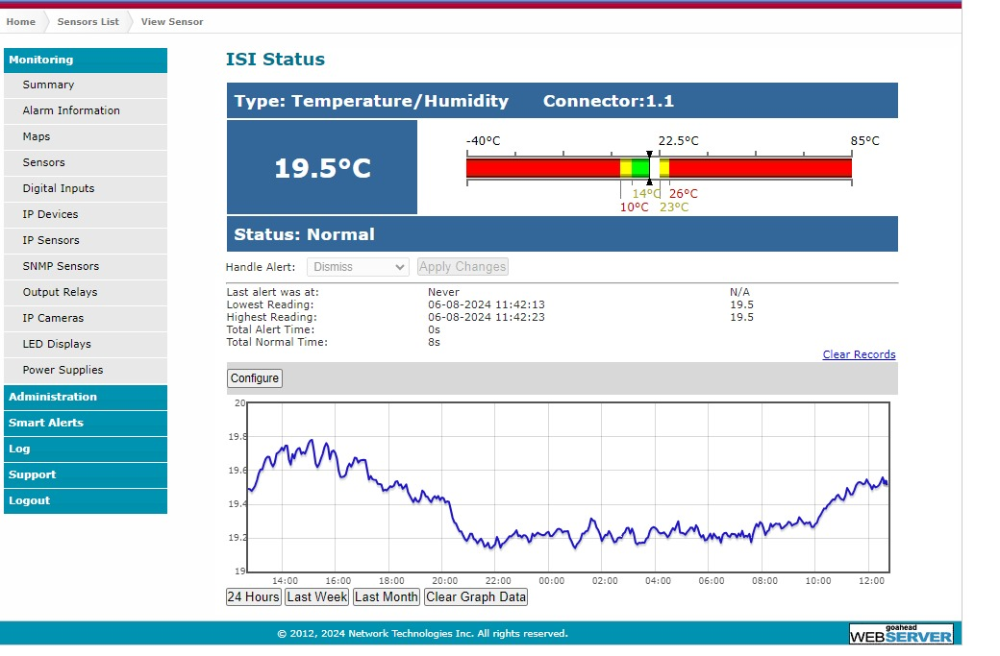 Home Sensors List View Sensor
Monitoring
Summary
Alarm Information
Maps
Sensors
Digital Inputs
IP Devices
IP Sensors
SNMP Sensors
Output Relays
IP Cameras
LED Displays
Power Supplies
Administration
Smart Alerts
Log
Support
Logout
ISI Status
Type: Temperature/Humidity Connector:1.1
19.5°C
-40°C 22.5°C 85°C
14°C 26°C
10°C 23°C
Status: Normal
Handle Alert: Dismiss Apply Changes
Last alert was at: Never N/A
Lowest Reading: 06-08-2024 11:42:13 19.5
Highest Reading: 06-08-2024 11:42:23 19.5
Total Alert Time: 0s
Total Normal Time: 8s
Clear Records
Configure
20
19.8
19.6
19.4
19.2
19
14:00 16:00 18:00 20:00 22:00 00:00 02:00 04:00 06:00 08:00 10:00 12:00
24 Hours Last Week Last Month Clear Graph Data
© 2012, 2024 Network Technologies Inc. All rights reserved.
goahead
WEBSERVER